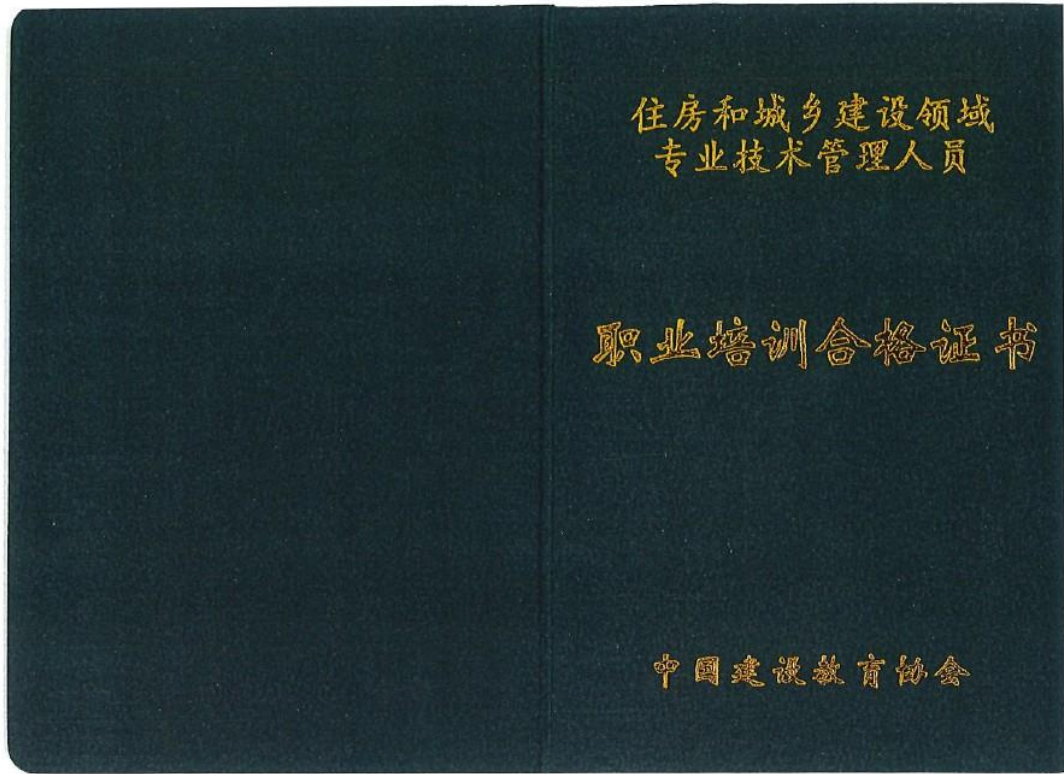 住房和城乡建设领域
专业技术管理人员
职业培训合格证书
中国建设教育协会